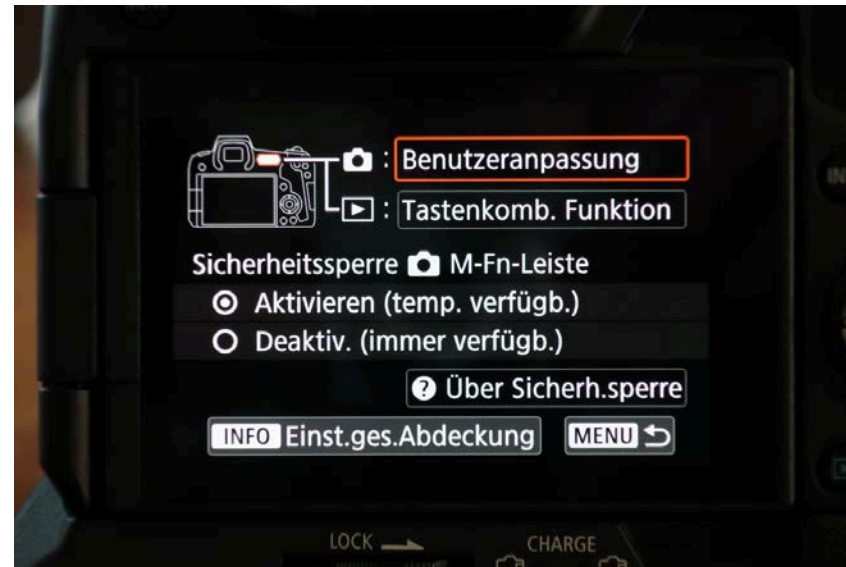 : Benutzeranpassung
: Tastenkomb. Funktion
Sicherheitssperre M-Fn-Leiste
Aktivieren (temp. verfügb.)
Deaktiv. (immer verfügb.)
? Über Sicherh.sperre
INFO Einst.ges.Abdeckung MENU
LOCK CHARGE